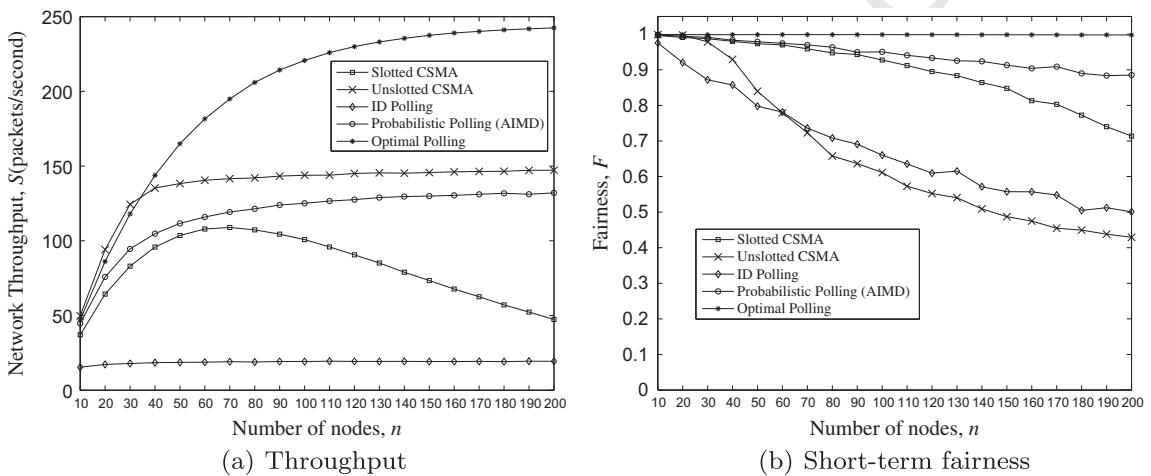 250
200
150
100
50
0
Network Throughput, S(packets/second)
Slotted CSMA
Unslotted CSMA
ID Polling
Probabilistic Polling (AIMD)
Optimal Polling
10 20 30 40 50 60 70 80 90 100 110 120 130 140 150 160 170 180 190 200
Number of nodes, n
(a) Throughput
1
0.9
0.8
0.7
0.6
0.5
0.4
0.3
0.2
0.1
0
Fairness, F
Slotted CSMA
Unslotted CSMA
ID Polling
Probabilistic Polling (AIMD)
Optimal Polling
10 20 30 40 50 60 70 80 90 100 110 120 130 140 150 160 170 180 190 200
Number of nodes, n
(b) Short-term fairness